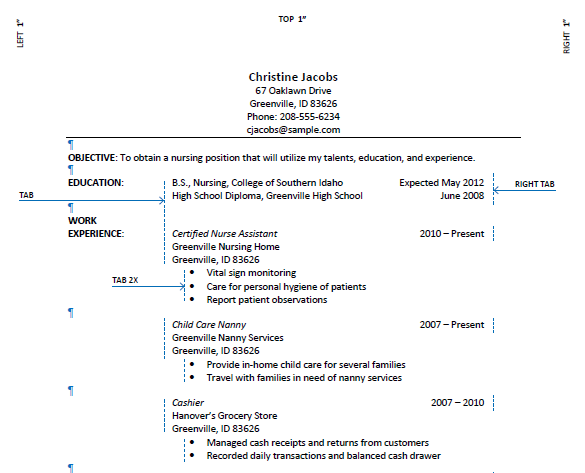 TOP 1"
LEFT 1"
RIGHT 1"
Christine Jacobs
67 Oaklawn Drive
Greenville, ID 83626
Phone: 208-555-6234
cjacobs@sample.com
¶
OBJECTIVE: To obtain a nursing position that will utilize my talents, education, and experience.
¶
EDUCATION: B.S., Nursing, College of Southern Idaho Expected May 2012
RIGHT TAB
TAB
High School Diploma, Greenville High School June 2008
¶
WORK
EXPERIENCE: Certified Nurse Assistant 2010 – Present
Greenville Nursing Home
Greenville, ID 83626
• Vital sign monitoring
TAB 2X
• Care for personal hygiene of patients
• Report patient observations
¶
Child Care Nanny 2007 – Present
Greenville Nanny Services
Greenville, ID 83626
• Provide in-home child care for several families
• Travel with families in need of nanny services
¶
Cashier 2007 – 2010
Hanover's Grocery Store
Greenville, ID 83626
• Managed cash receipts and returns from customers
• Recorded daily transactions and balanced cash drawer
¶